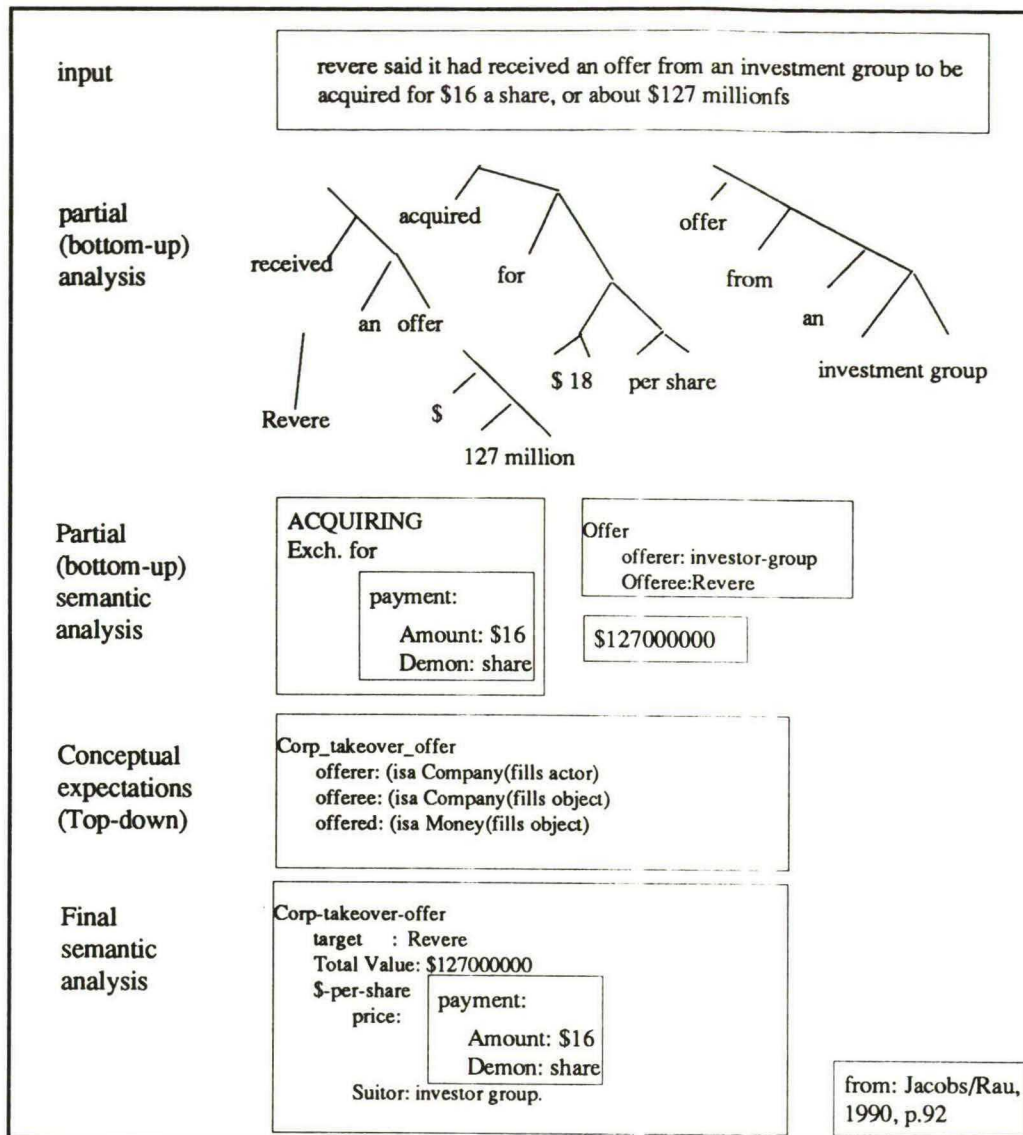 input
revere said it had received an offer from an investment group to be
acquired for $16 a share, or about $127 millionfs
partial
(bottom-up)
analysis
received
an offer
Revere
acquired
for
$ 18 per share
$
127 million
offer
from
an
investment group
Partial
(bottom-up)
semantic
analysis
ACQUIRING
Exch. for
payment:
Amount: $16
Demon: share
Offer
offerer: investor-group
Offeree:Revere
$127000000
Conceptual
expectations
(Top-down)
Corp_takeover_offer
offerer: (isa Company(fills actor)
offeree: (isa Company(fills object)
offered: (isa Money(fills object)
Final
semantic
analysis
Corp-takeover-offer
target : Revere
Total Value: $127000000
$-per-share
price:
payment:
Amount: $16
Demon: share
Suitor: investor group.
from: Jacobs/Rau,
1990, p.92